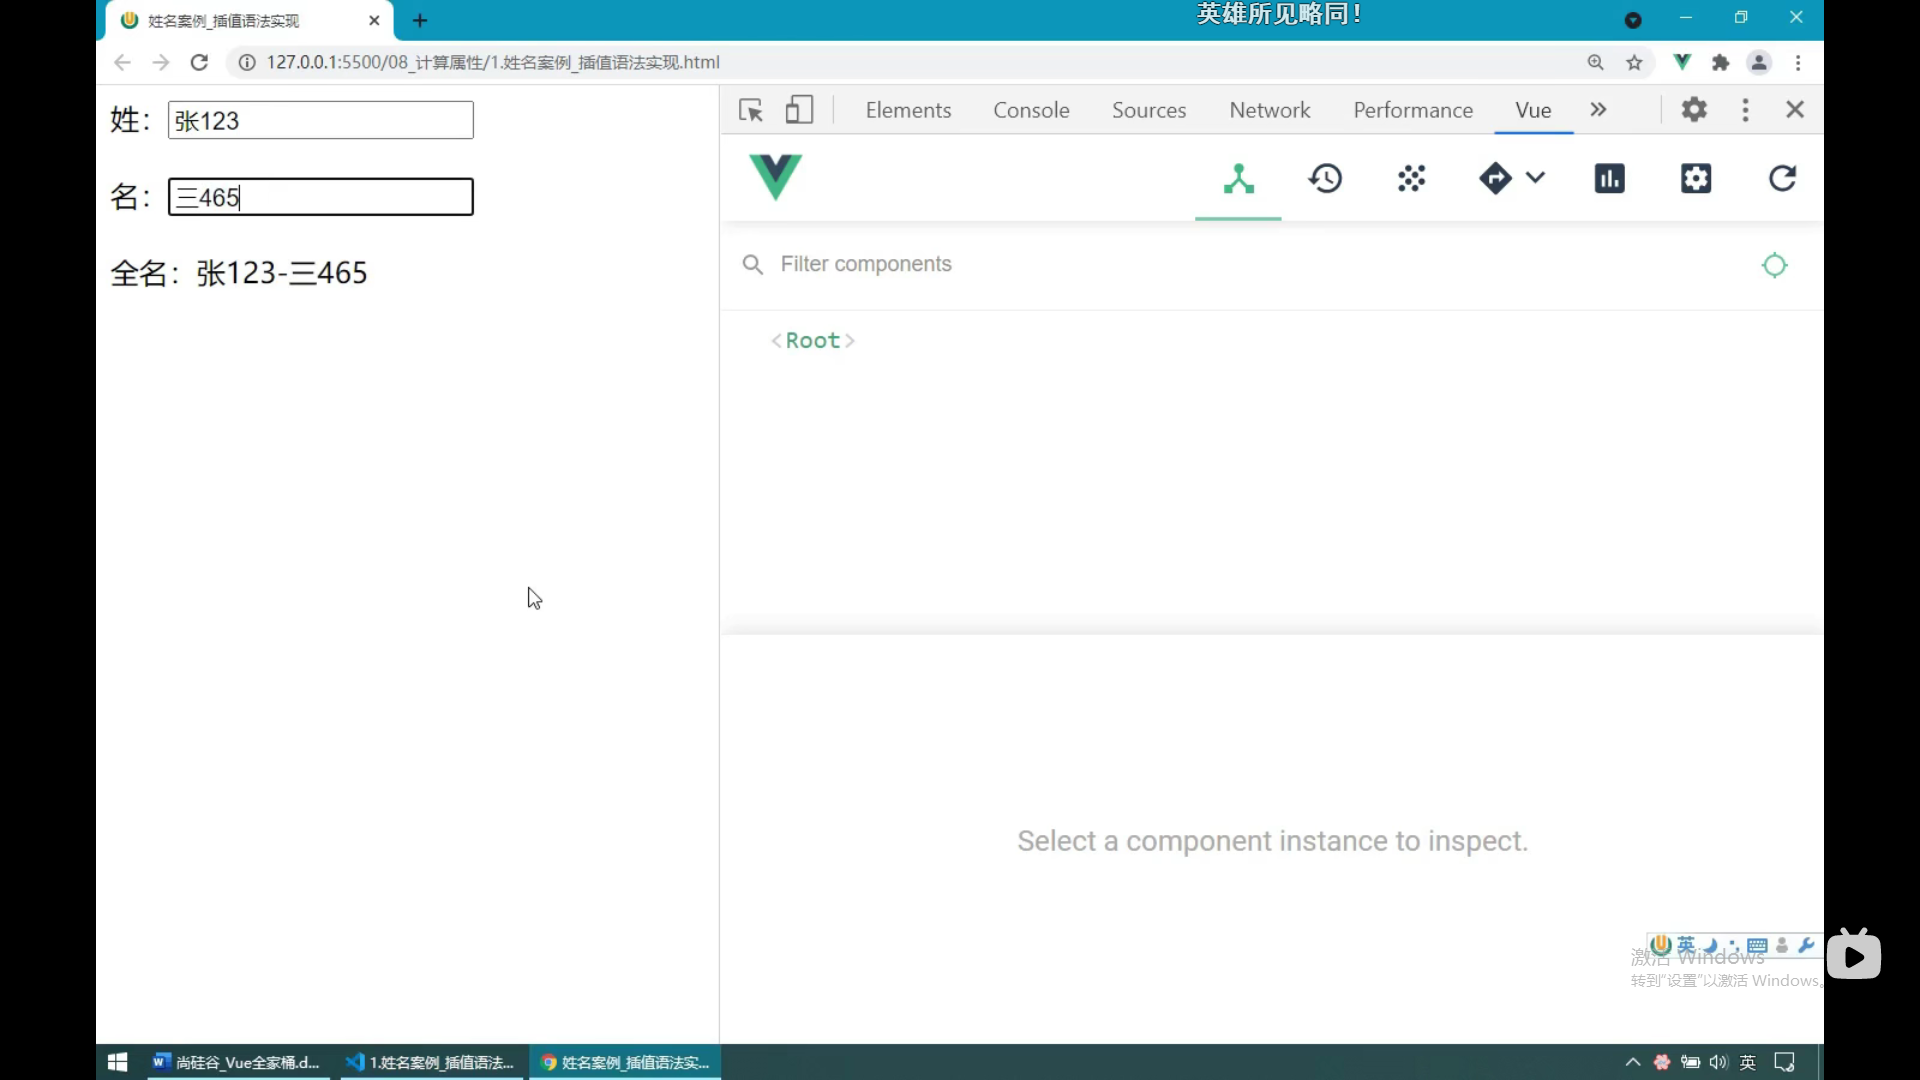 姓名案例_插值语法实现
英雄所见略同！
127.0.0.1:5500/08_计算属性/1.姓名案例_插值语法实现.html
姓：张123
名：三465
全名：张123-三465
Elements Console Sources Network Performance Vue
Filter components
<Root>
Select a component instance to inspect.
英
激活 Windows
转到"设置"以激活 Windows。
尚硅谷_Vue全家桶.d...
1.姓名案例_插值语法...
姓名案例_插值语法实...
英